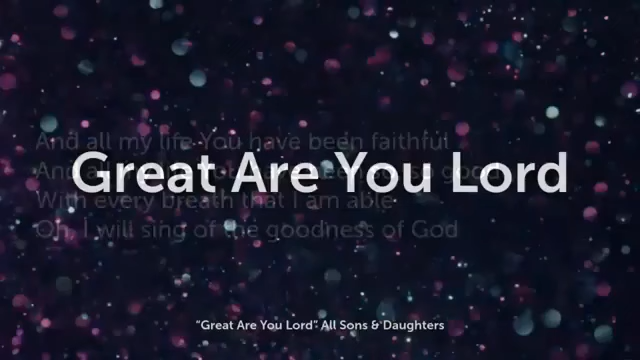 And all my life You have been faithful
Great Are You Lord
With every breath that I am able
Oh, I will sing of the goodness of God
"Great Are You Lord" All Sons & Daughters